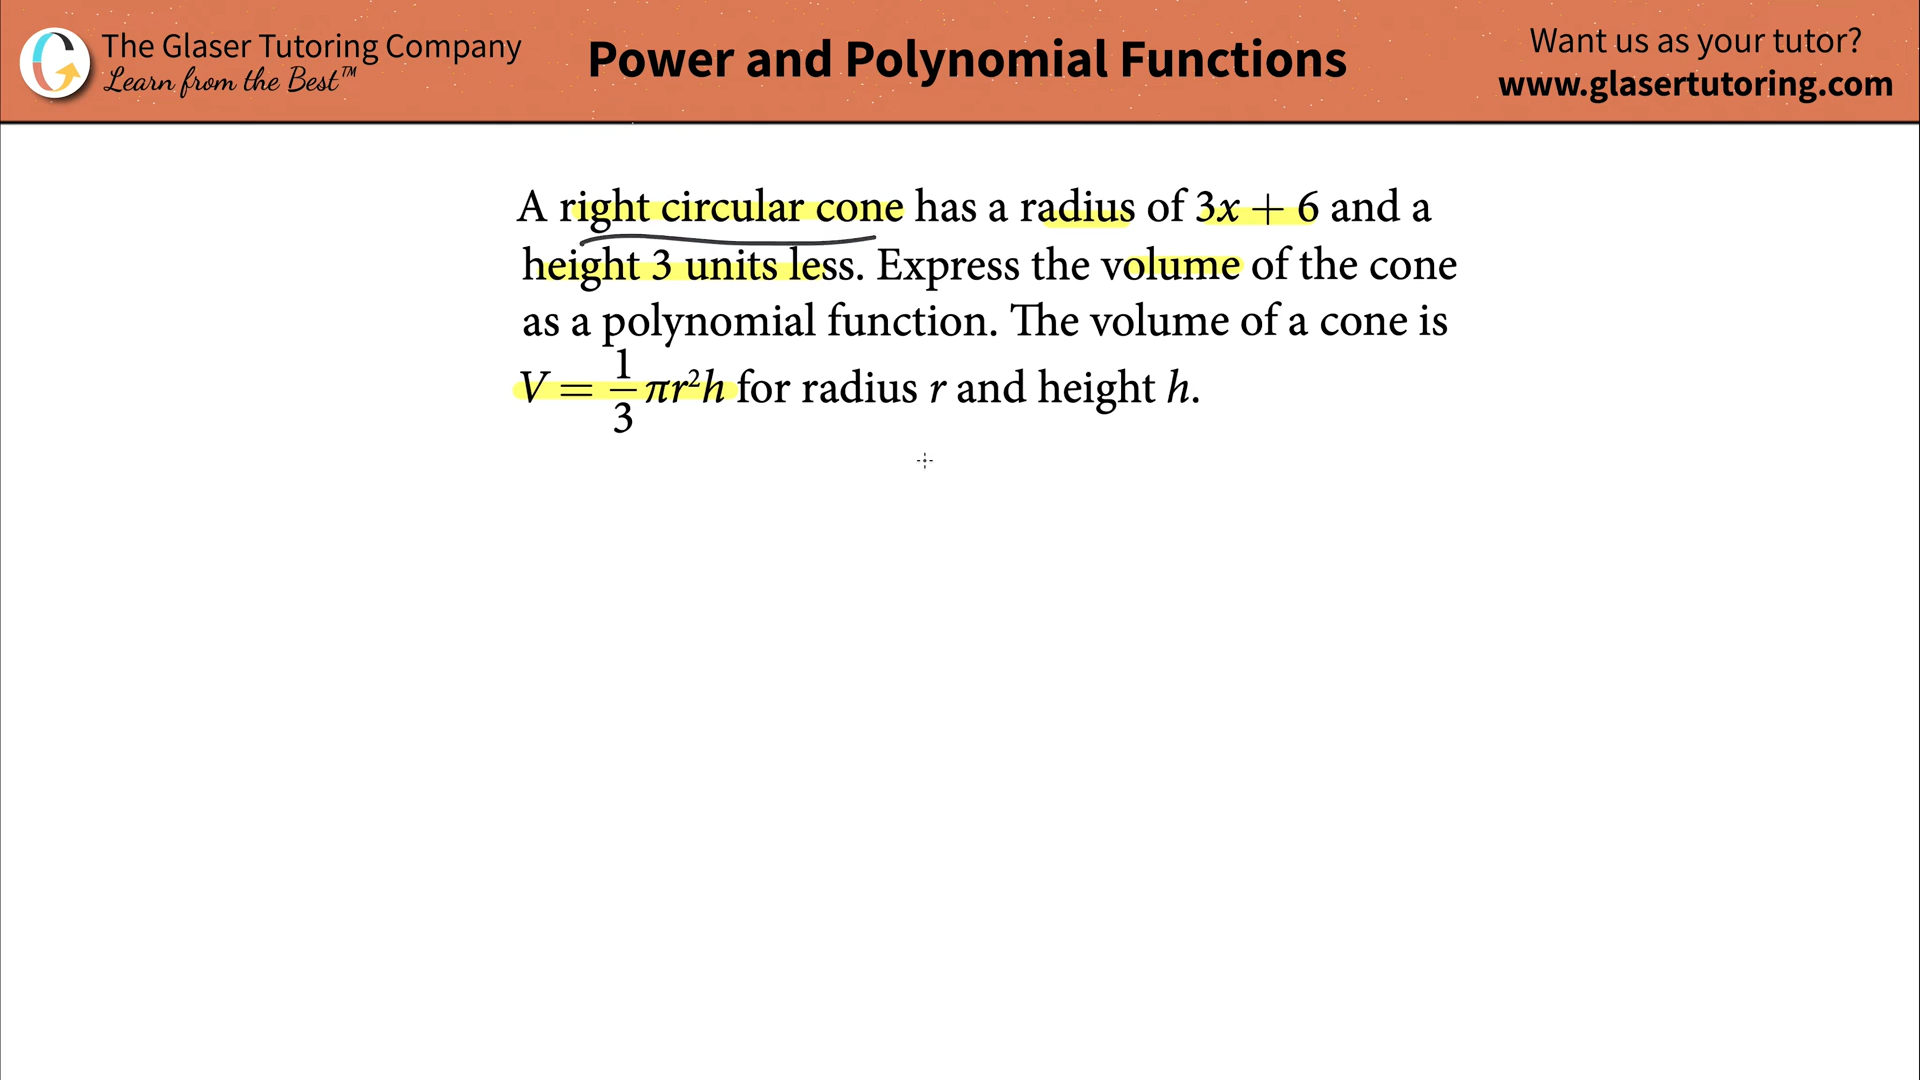 The Glaser Tutoring Company
Learn from the Best™
Power and Polynomial Functions
Want us as your tutor?
www.glasertutoring.com
A right circular cone has a radius of 3x + 6 and a
height 3 units less. Express the volume of the cone
as a polynomial function. The volume of a cone is
V = 1/3 πr²h for radius r and height h.